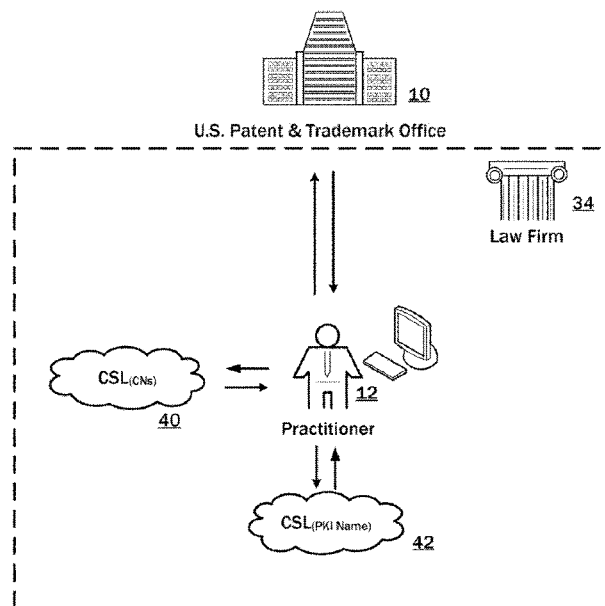 10
U.S. Patent & Trademark Office
34
Law Firm
CSL(CNs)
40
12
Practitioner
CSL(PKI Name)
42